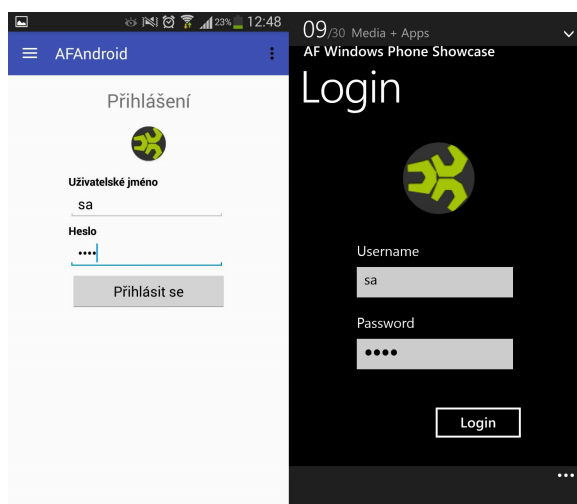 23% 12:48
AFAndroid
Přihlášení
Uživatelské jméno
sa
Heslo
••••
Přihlásit se
09/30 Media + Apps
AF Windows Phone Showcase
Login
Username
sa
Password
••••
Login